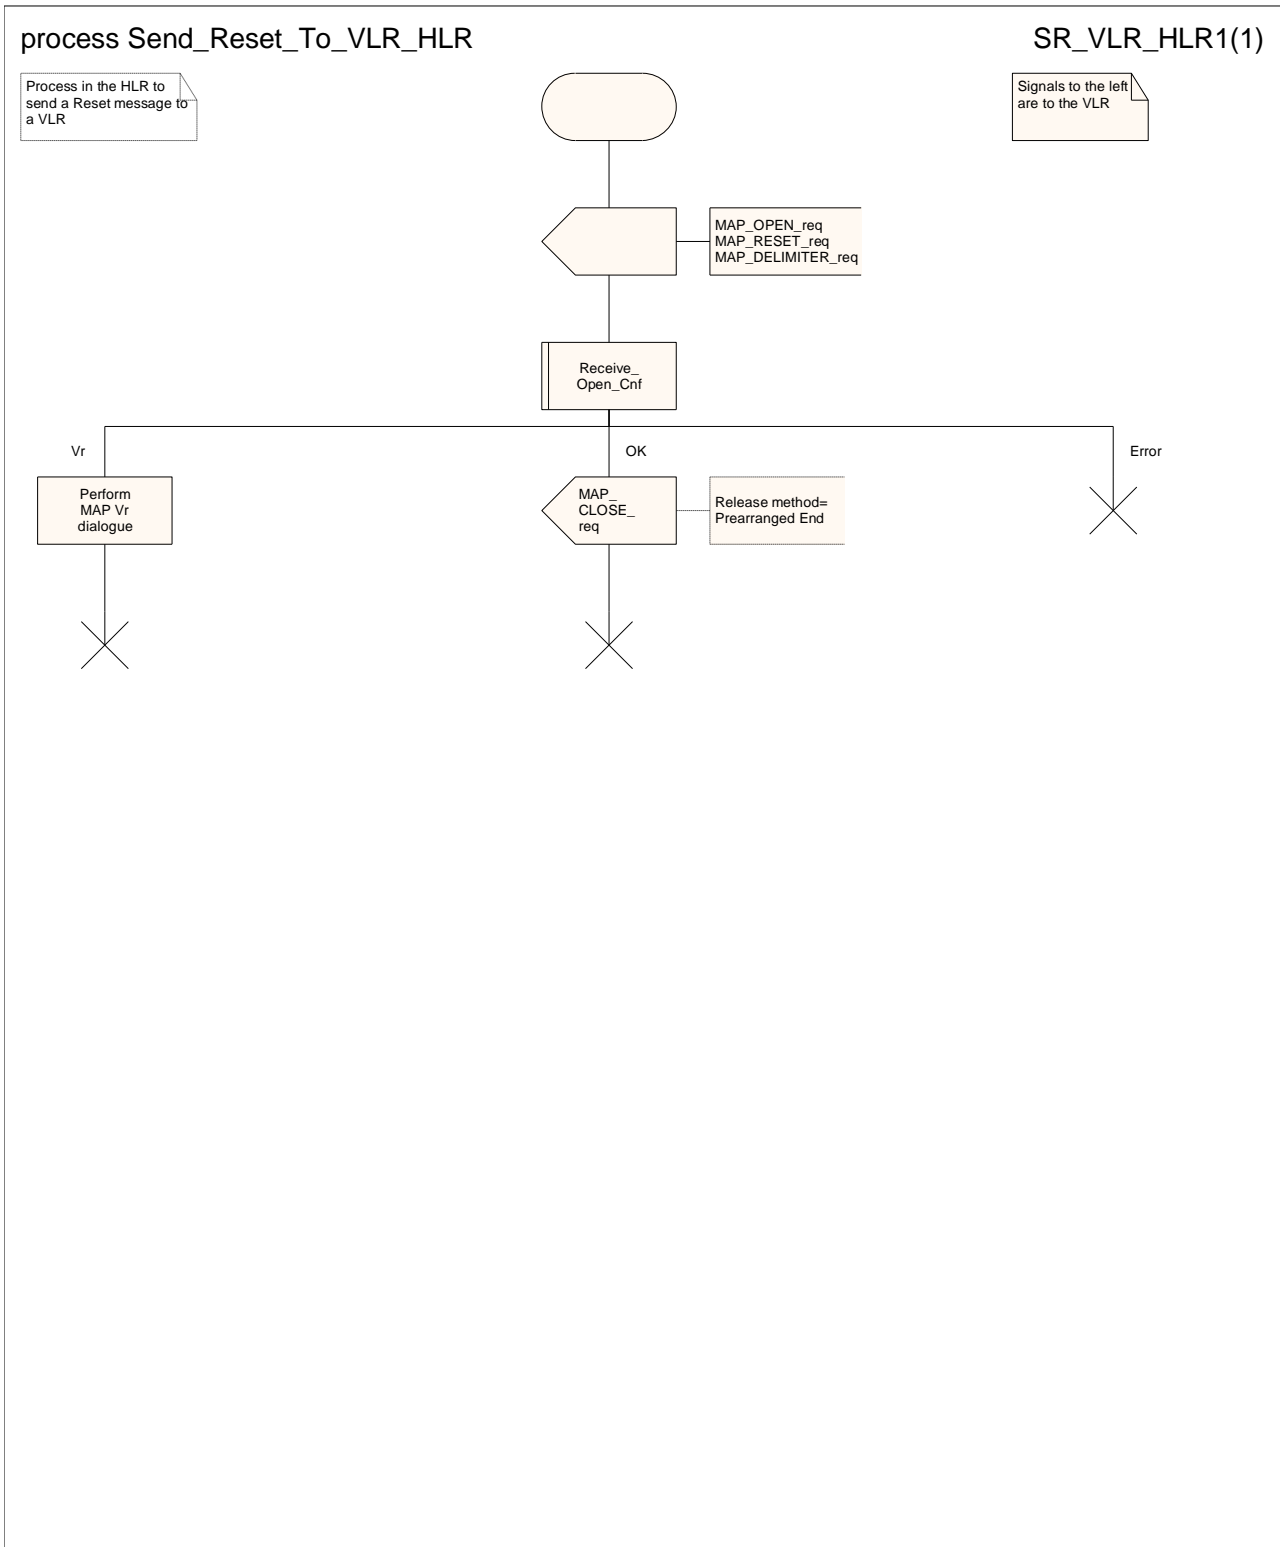 process Send_Reset_To_VLR_HLR
SR_VLR_HLR1(1)
Process in the HLR to
send a Reset message to
a VLR
Signals to the left
are to the VLR
MAP_OPEN_req
MAP_RESET_req
MAP_DELIMITER_req
Receive_
Open_Cnf
Vr
OK
Error
Perform
MAP Vr
dialogue
MAP_
CLOSE_
req
Release method=
Prearranged End